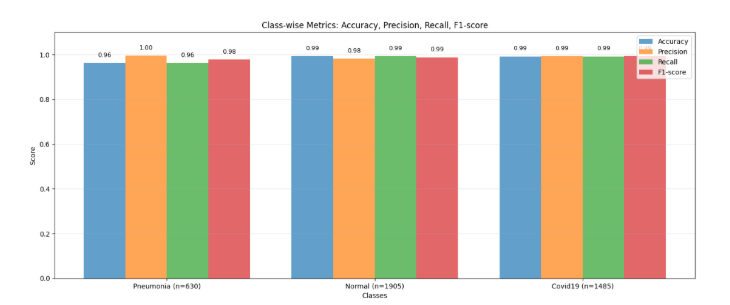 Class-wise Metrics: Accuracy, Precision, Recall, F1-score
Accuracy
Precision
Recall
F1-score
0.96
1.00
0.96
0.98
0.99
0.98
0.99
0.99
0.99
0.99
0.99
Score
1.0
0.8
0.6
0.4
0.2
0.0
Pneumonia (n=630)
Normal (n=1905)
Covid19 (n=1485)
Classes